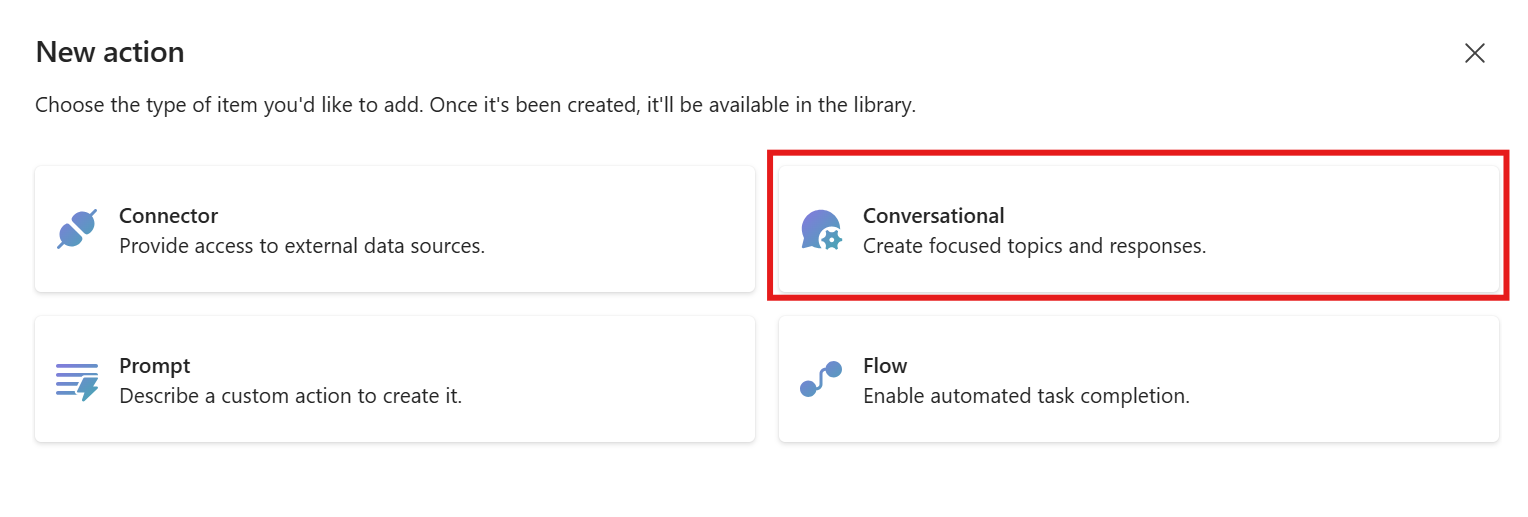 New action
Choose the type of item you'd like to add. Once it's been created, it'll be available in the library.
Connector
Provide access to external data sources.
Conversational
Create focused topics and responses.
Prompt
Describe a custom action to create it.
Flow
Enable automated task completion.